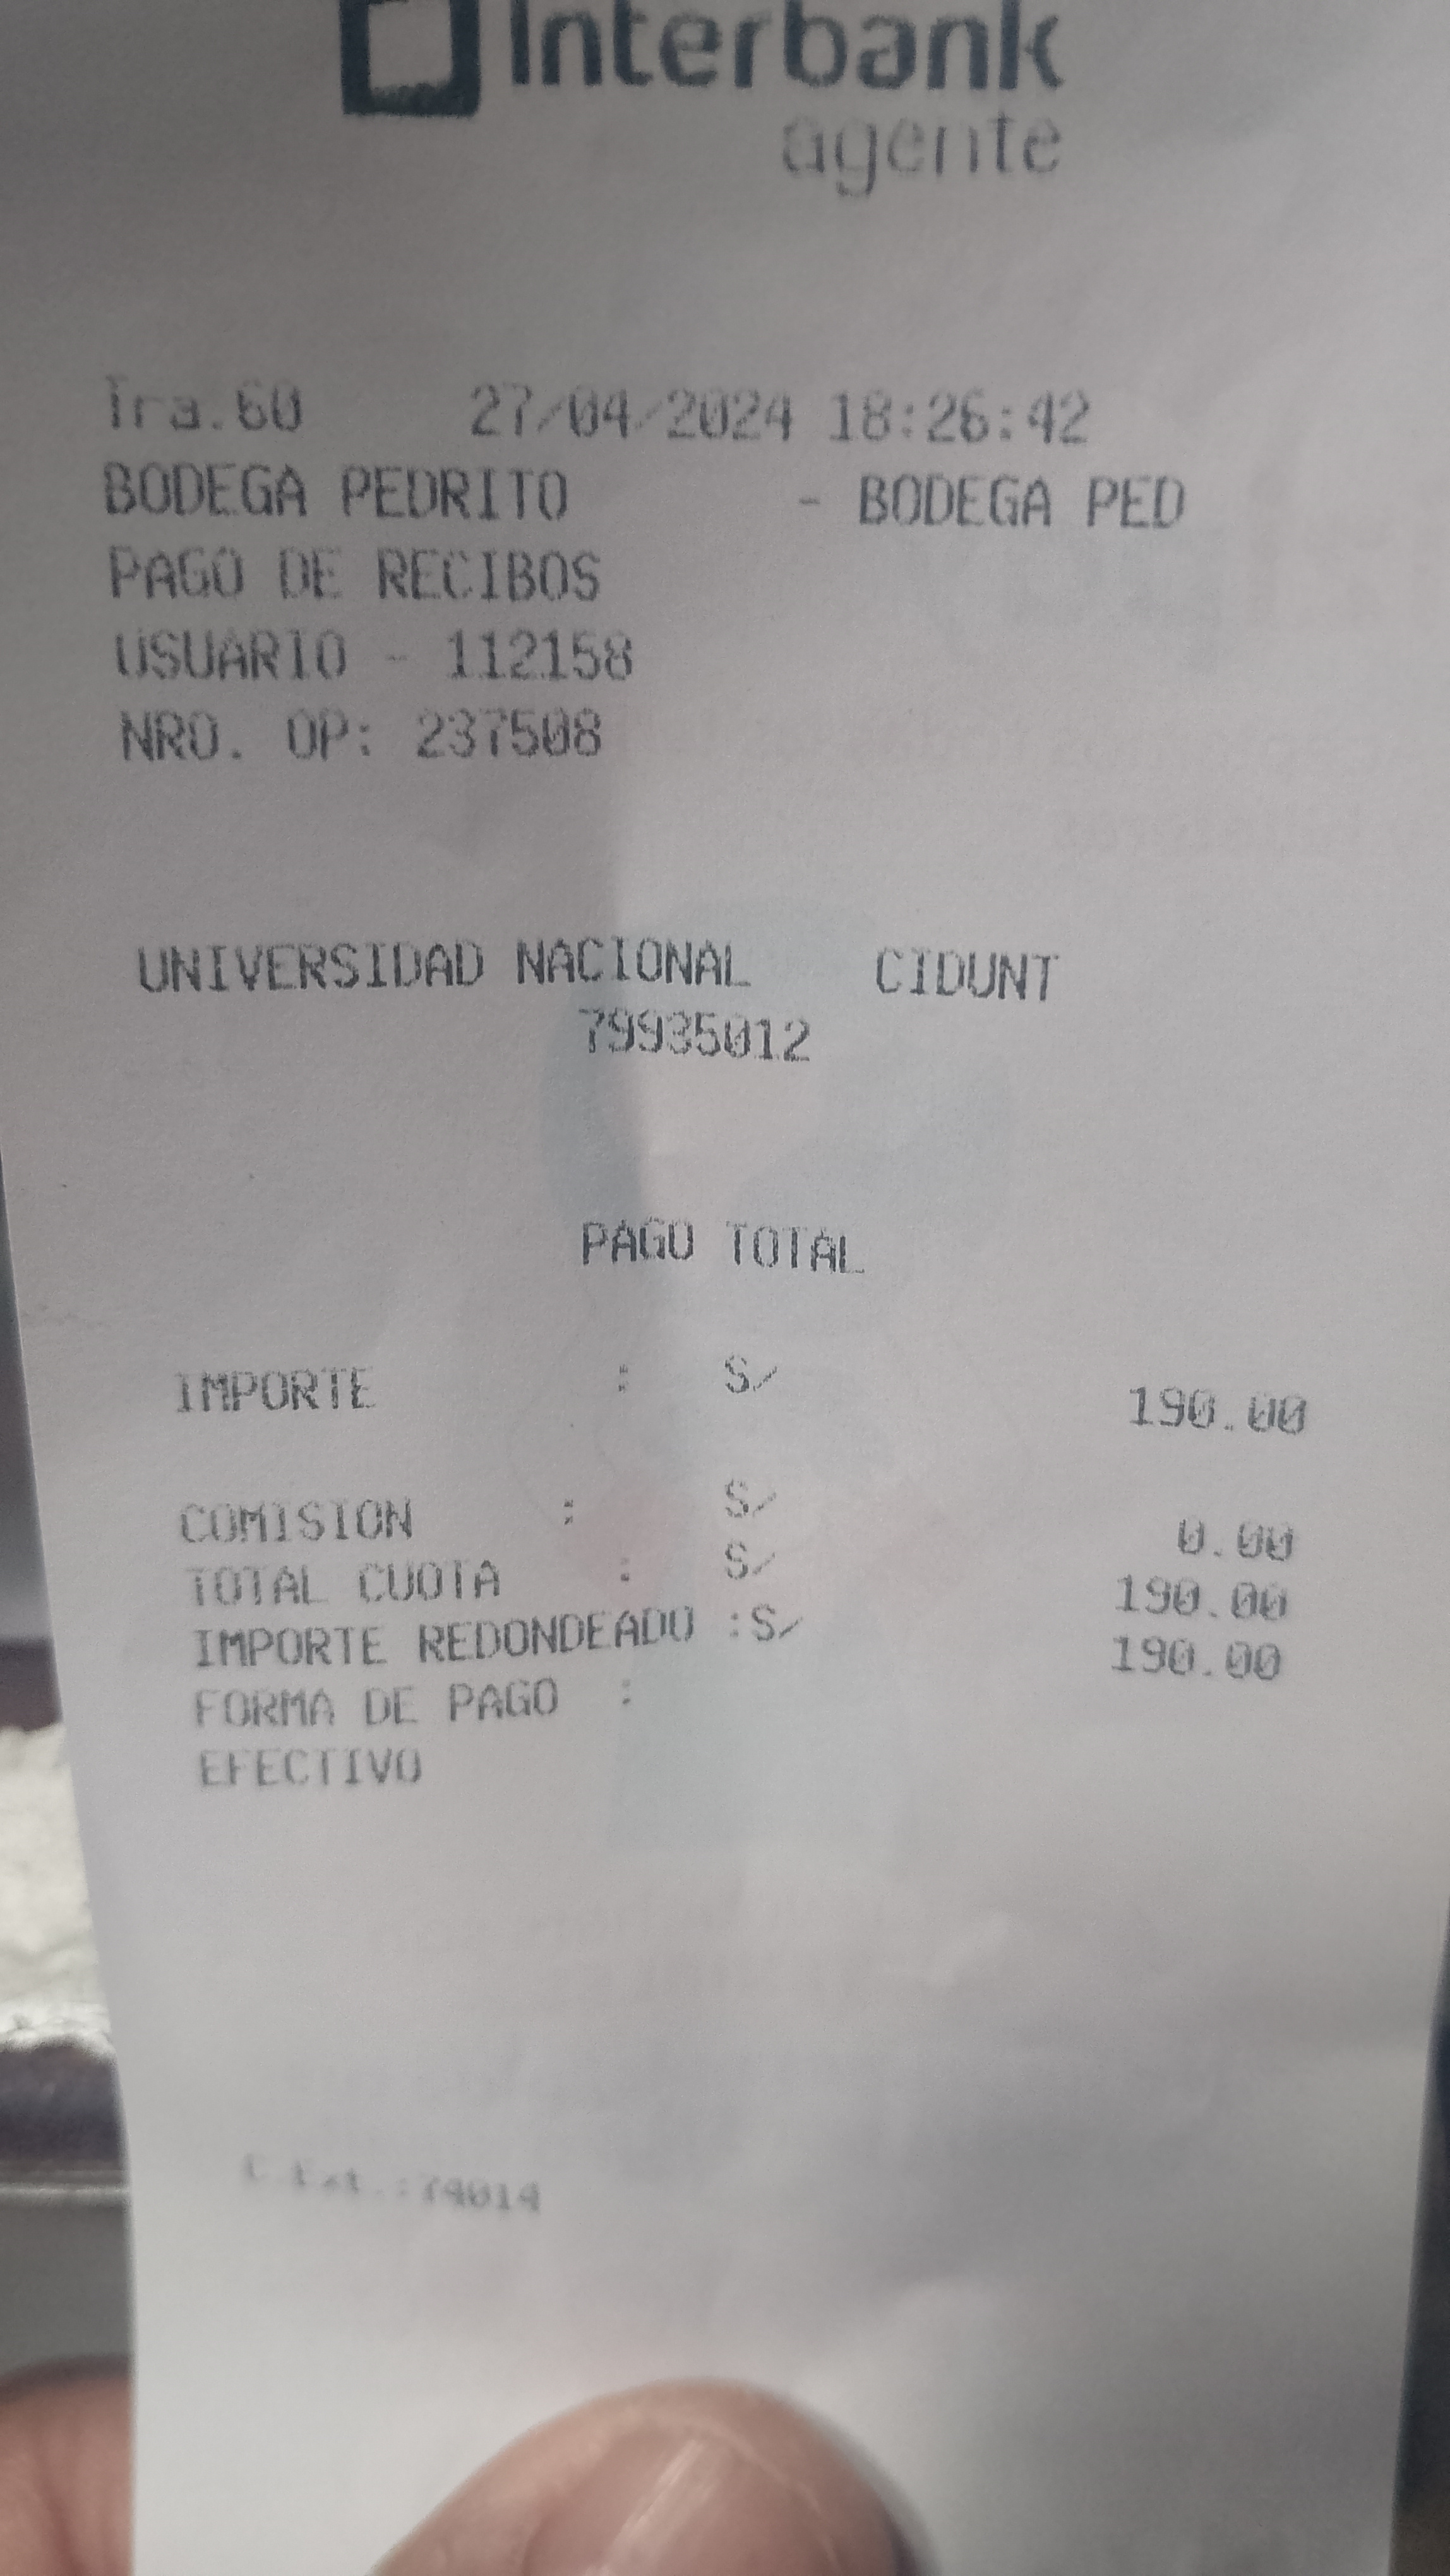 Interbank
agente
Tra.60 27/04/2024 18:26:42
BODEGA PEDRITO - BODEGA PED
PAGO DE RECIBOS
USUARIO - 112158
NRO. OP: 237508
UNIVERSIDAD NACIONAL CIDUNT
79935012
PAGO TOTAL
IMPORTE : S/ 190.00
COMISION : S/ 0.00
TOTAL CUOTA : S/ 190.00
IMPORTE REDONDEADO :S/ 190.00
FORMA DE PAGO :
EFECTIVO
Ext.:74014